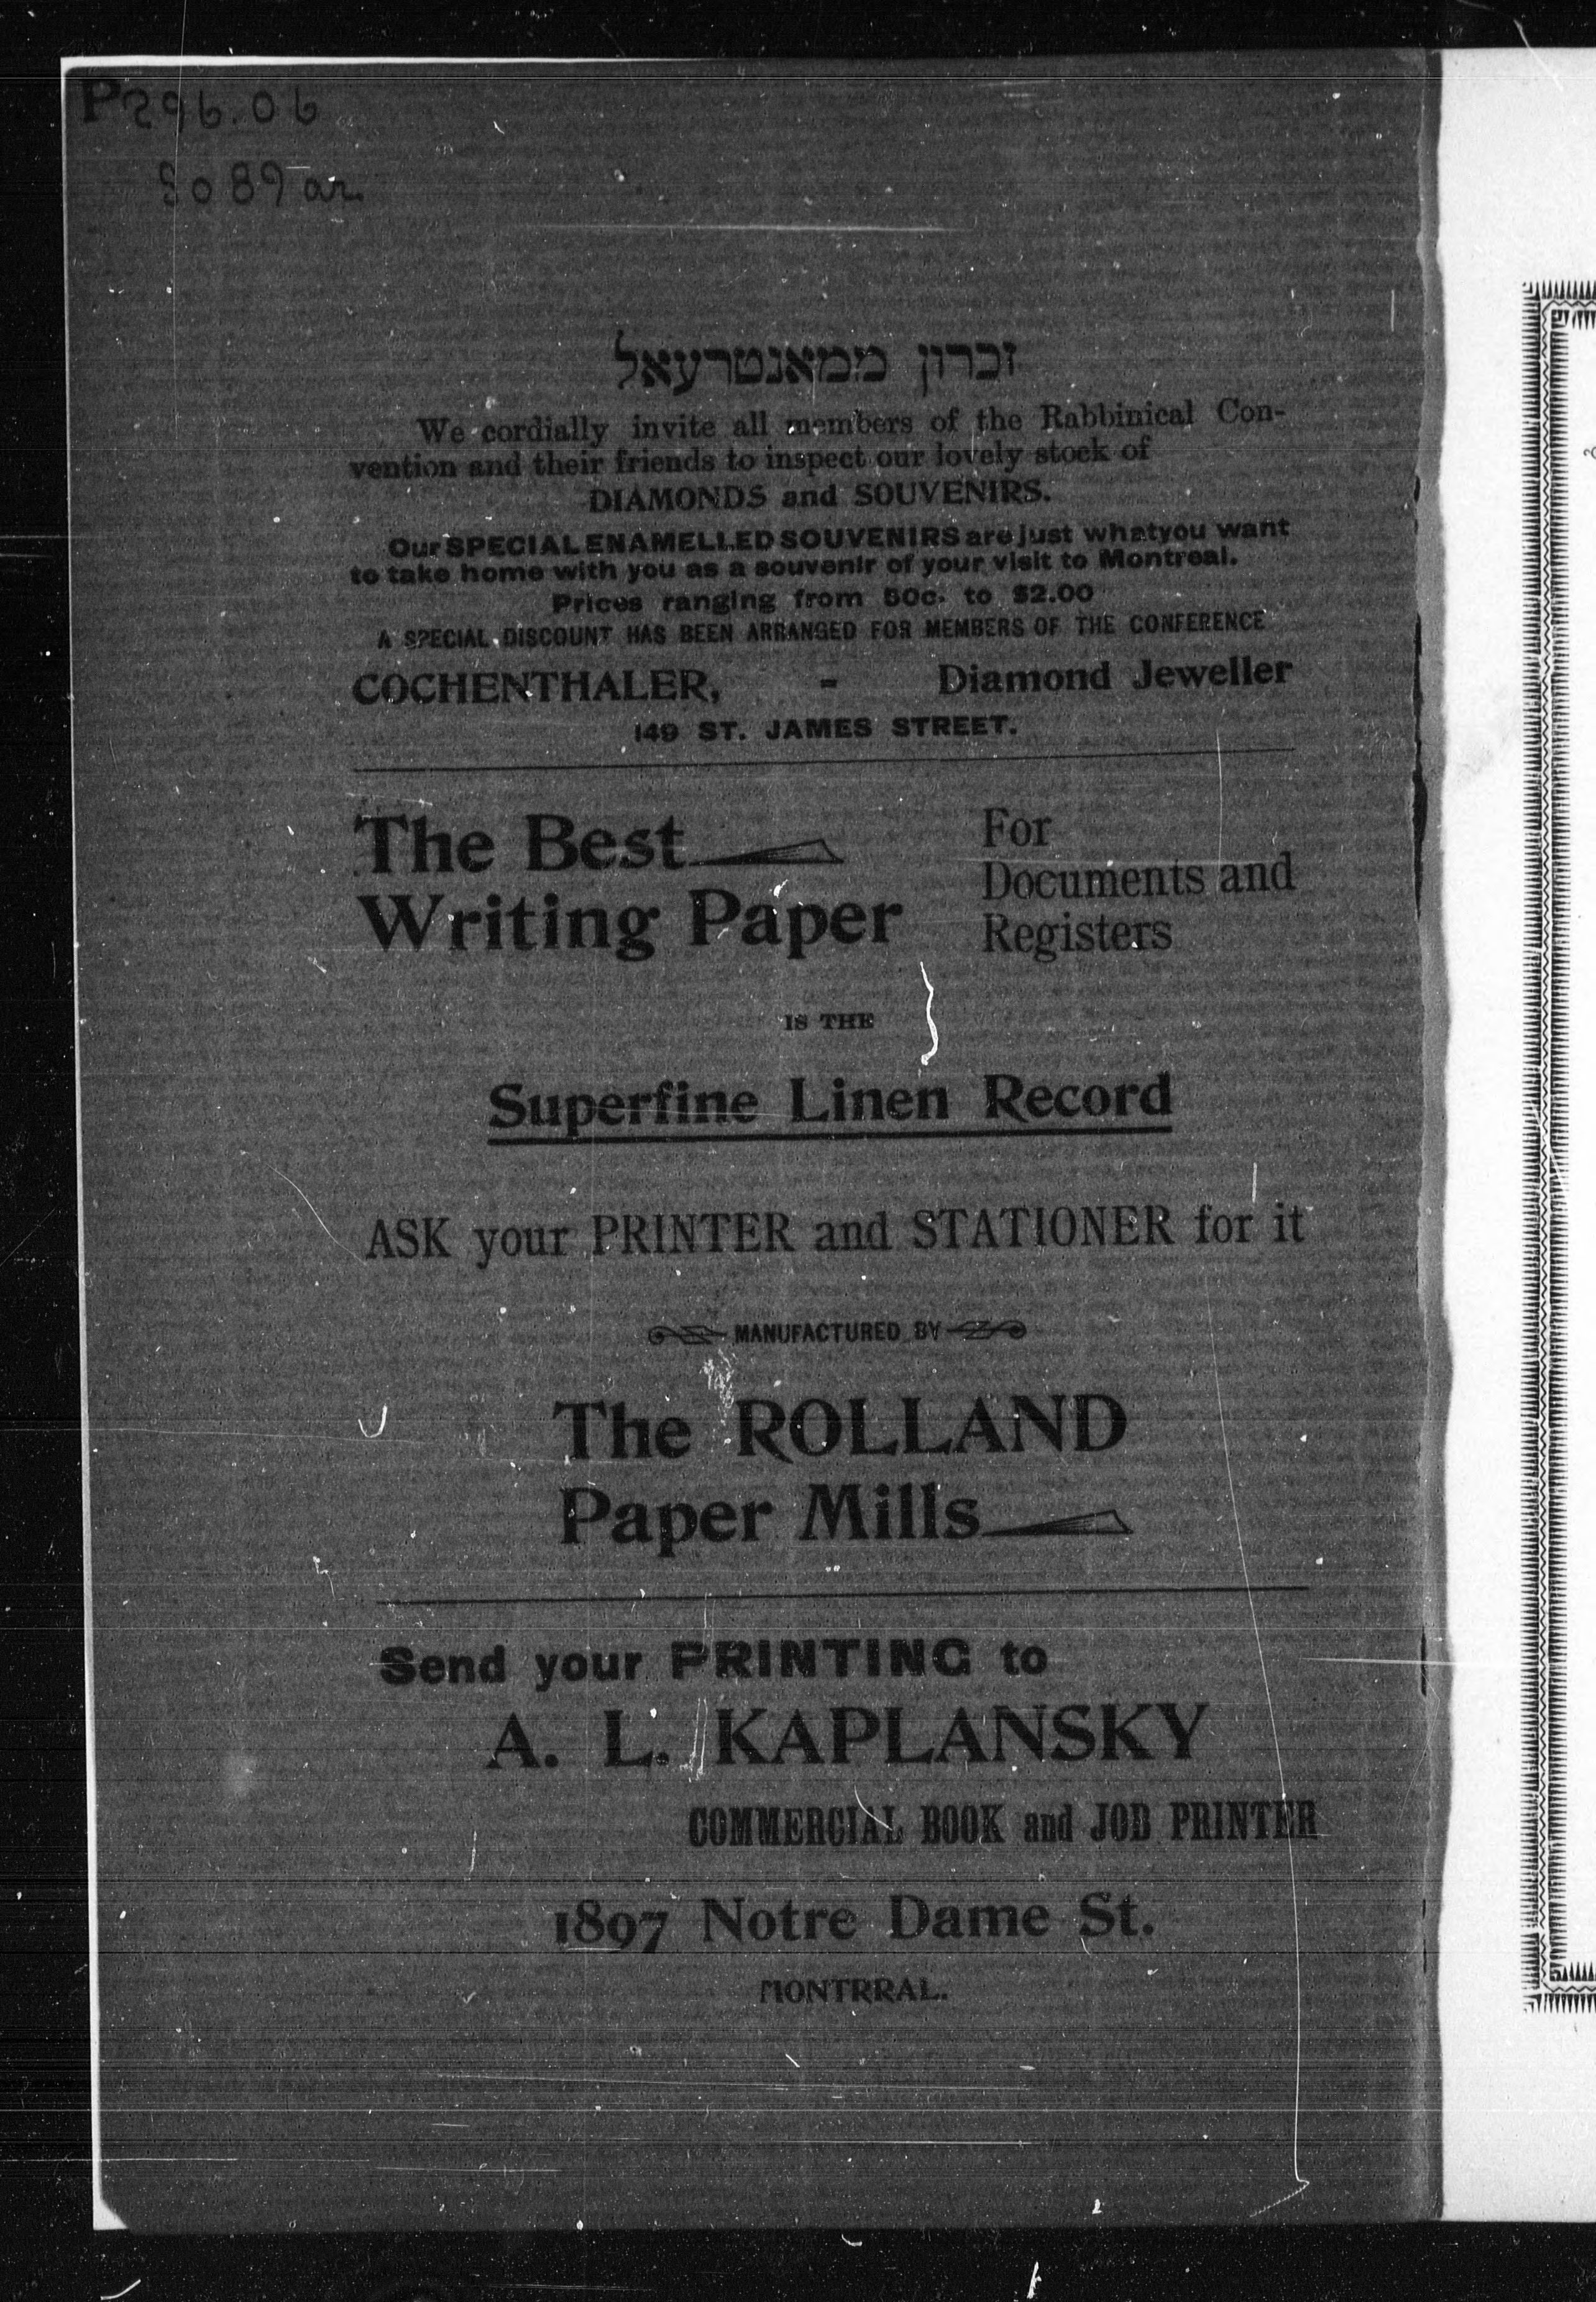 P296.06
So89ar
זכרון ממאנטרעאל
We cordially invite all members of the Rabbinical Con-
vention and their friends to inspect our lovely stock of
DIAMONDS and SOUVENIRS.
Our SPECIAL ENAMELLED SOUVENIRS are just what you want
to take home with you as a souvenir of your visit to Montreal.
Prices ranging from 50c. to $2.00
A SPECIAL DISCOUNT HAS BEEN ARRANGED FOR MEMBERS OF THE CONFERENCE
COCHENTHALER, - Diamond Jeweller
149 ST. JAMES STREET.
The Best
Writing Paper
For
Documents and
Registers
IS THE
Superfine Linen Record
ASK your PRINTER and STATIONER for it
MANUFACTURED BY
The ROLLAND
Paper Mills
Send your PRINTING to
A. L. KAPLANSKY
COMMERCIAL BOOK and JOB PRINTER
1897 Notre Dame St.
MONTRRAL.